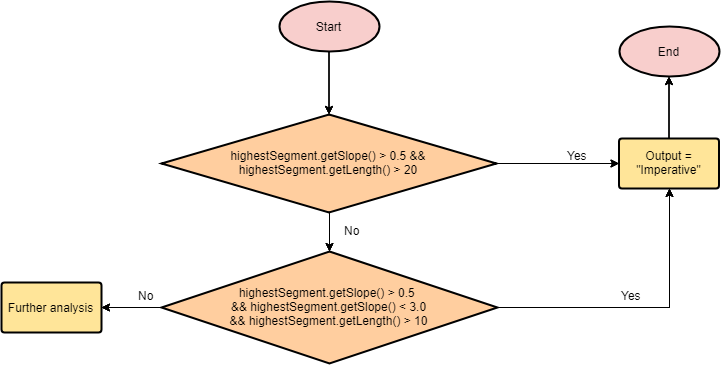 Start
End
highestSegment.getSlope() > 0.5 &&
highestSegment.getLength() > 20
Yes
Output =
"Imperative"
No
highestSegment.getSlope() > 0.5
&& highestSegment.getSlope() < 3.0
&& highestSegment.getLength() > 10
No
Yes
Further analysis